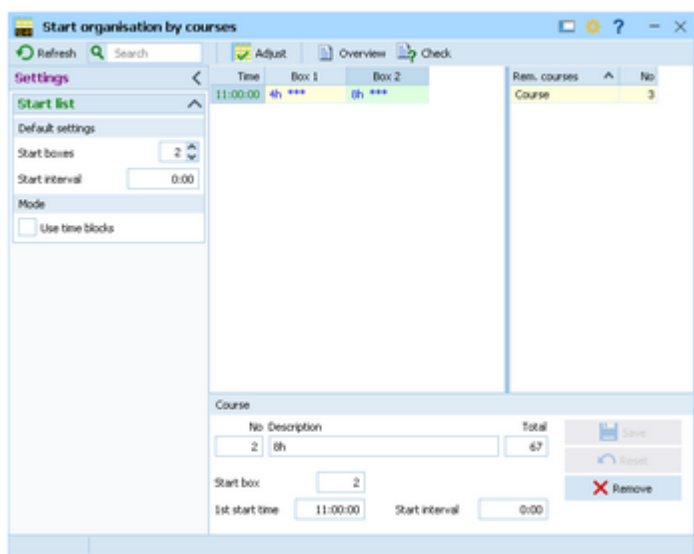 Start organisation by courses
Refresh Search Adjust Overview Check
Settings
Start list
Default settings
Start boxes 2
Start interval 0:00
Mode
Use time blocks
Time Box 1 Box 2
11:00:00 4h *** 8h ***
Rem. courses No
Course 3
Course
No Description Total
2 8h 67
Save
Reset
Remove
Start box 2
1st start time 11:00:00 Start interval 0:00